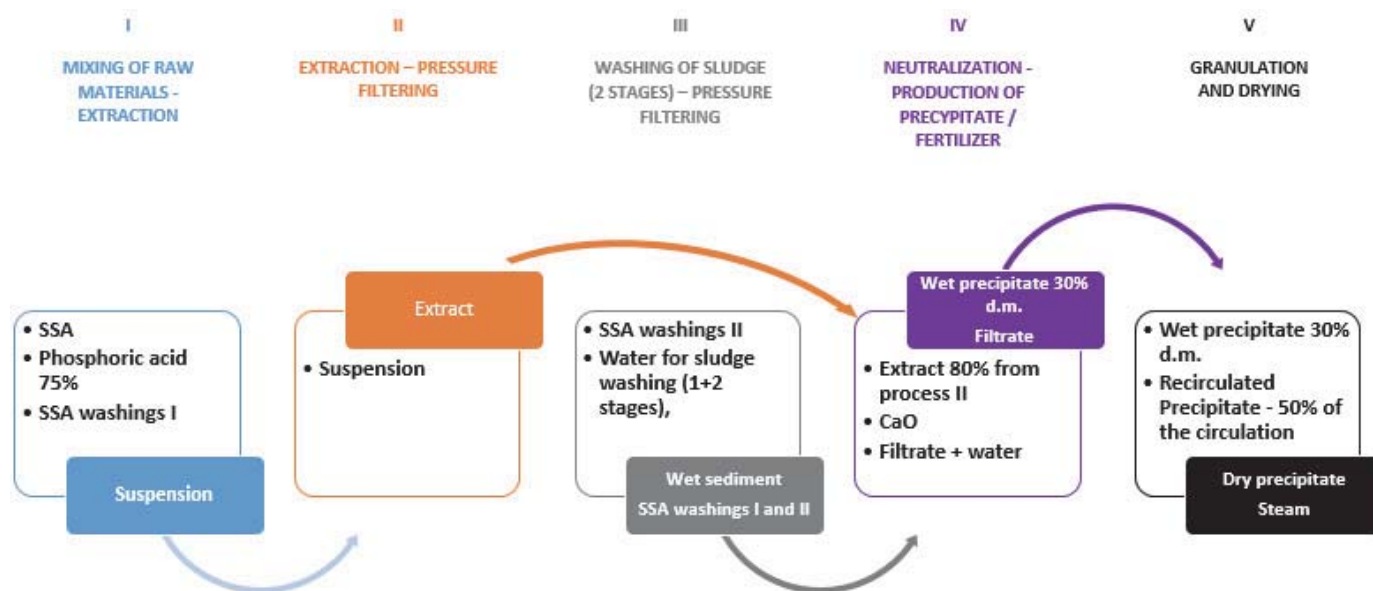 I
MIXING OF RAW
MATERIALS -
EXTRACTION
II
EXTRACTION – PRESSURE
FILTERING
III
WASHING OF SLUDGE
(2 STAGES) – PRESSURE
FILTERING
IV
NEUTRALIZATION -
PRODUCTION OF
PRECYPITATE /
FERTILIZER
V
GRANULATION
AND DRYING
• SSA
• Phosphoric acid
75%
• SSA washings I
Suspension
Extract
• Suspension
• SSA washings II
• Water for sludge
washing (1+2
stages),
Wet sediment
SSA washings I and II
Wet precipitate 30%
d.m.
Filtrate
• Extract 80% from
process II
• CaO
• Filtrate + water
• Wet precipitate 30%
d.m.
• Recirculated
Precipitate - 50% of
the circulation
Dry precipitate
Steam